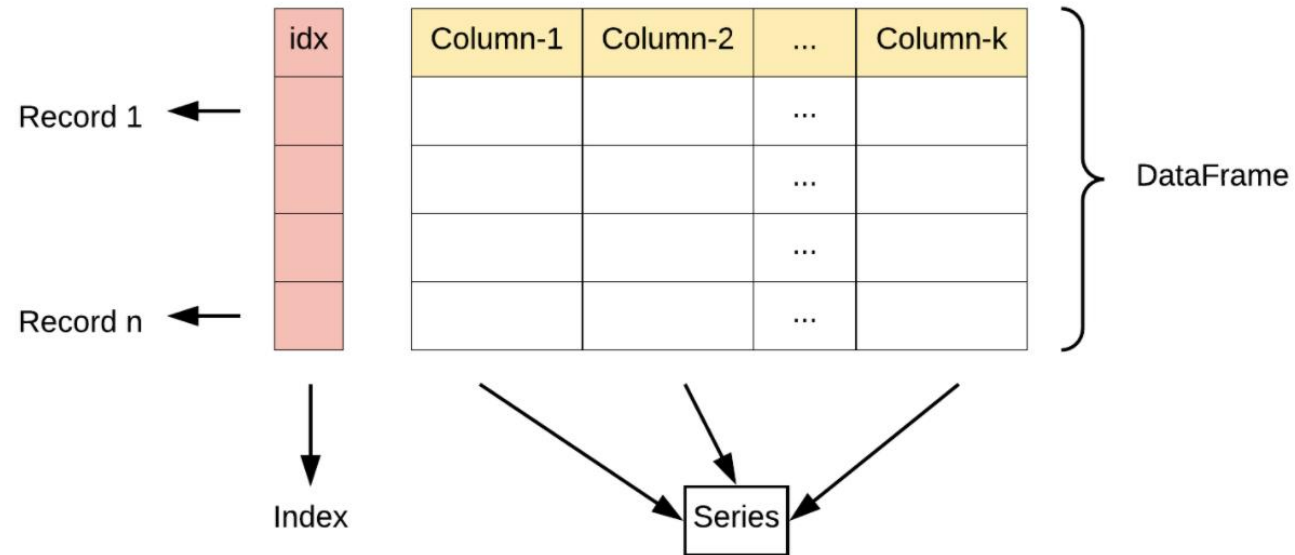 idx
Column-1 Column-2 ... Column-k
Record 1
...
...
DataFrame
...
Record n
...
Index
Series